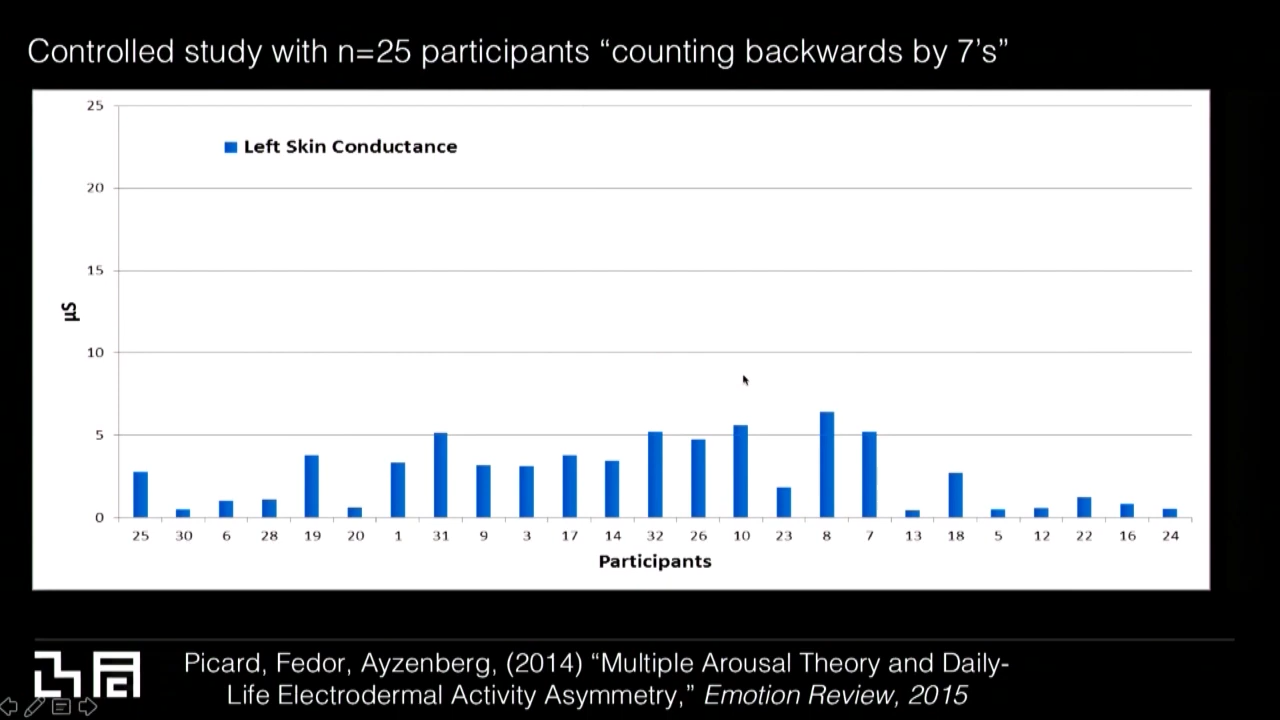 Controlled study with n=25 participants “counting backwards by 7’s”
25
Left Skin Conductance
20
15
µS
10
5
0
25 30 6 28 19 20 1 31 9 3 17 14 32 26 10 23 8 7 13 18 5 12 22 16 24
Participants
Picard, Fedor, Ayzenberg, (2014) “Multiple Arousal Theory and Daily-
Life Electrodermal Activity Asymmetry,” Emotion Review, 2015